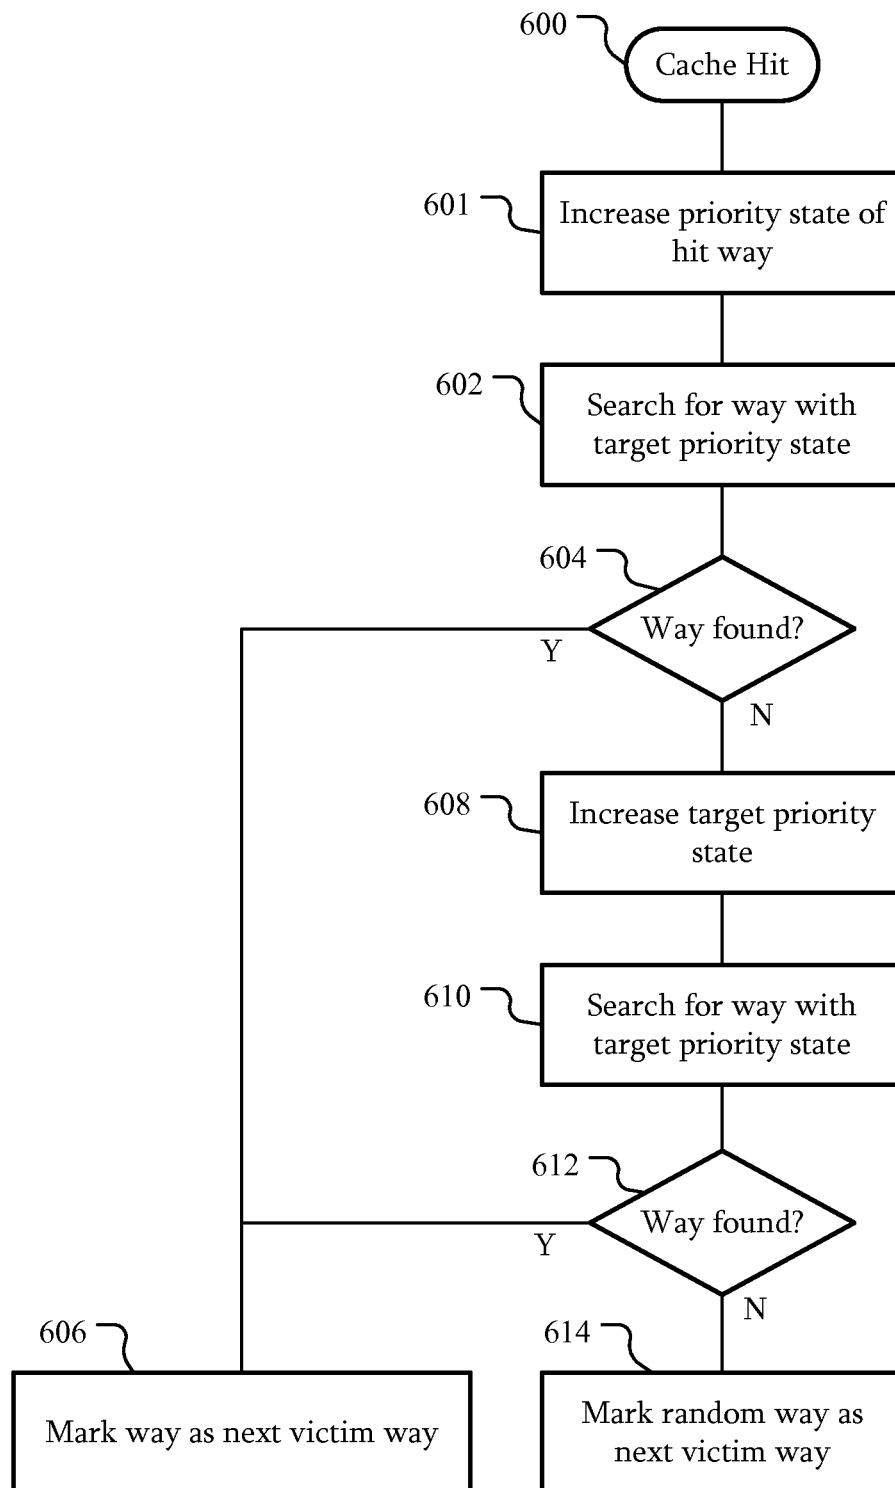 600
Cache Hit
601
Increase priority state of
hit way
602
Search for way with
target priority state
604
Way found?
Y
N
608
Increase target priority
state
610
Search for way with
target priority state
612
Way found?
Y
N
606
Mark way as next victim way
614
Mark random way as
next victim way